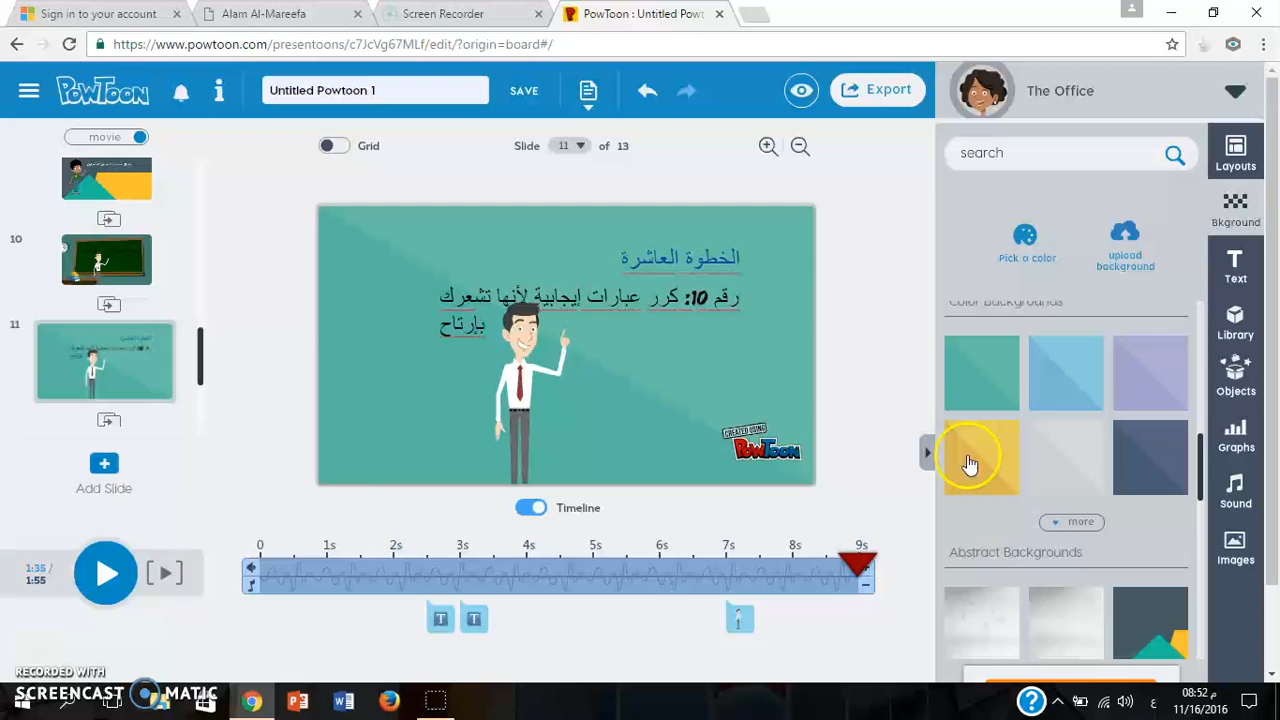 Sign in to your account
Alam Al-Mareefa
Screen Recorder
PowToon : Untitled Powt
https://www.powtoon.com/presentoons/c7JcVg67MLf/edit/?origin=board#/
POWTOON
Untitled Powtoon 1
SAVE
Export
The Office
movie
Grid
Slide 11 of 13
search
Layouts
Bkground
Pick a color
upload background
Text
Library
Objects
Graphs
Sound
Images
Color Backgrounds
more
Abstract Backgrounds
10
11
الخطوة العاشرة
رقم 10: كرر عبارات إيجابية لأنها تشعرك
بإرتاح
CREATED USING
POWTOON
Add Slide
Timeline
0 1s 2s 3s 4s 5s 6s 7s 8s 9s
1:35
1:55
T T
RECORDED WITH
SCREENCAST MATIC
ع
08:52 م
11/16/2016